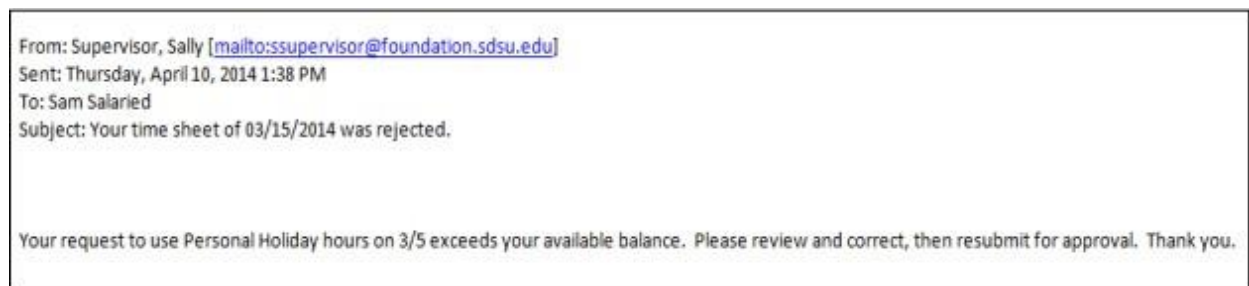 From: Supervisor, Sally [mailto:ssupervisor@foundation.sdsu.edu]
Sent: Thursday, April 10, 2014 1:38 PM
To: Sam Salaried
Subject: Your time sheet of 03/15/2014 was rejected.
Your request to use Personal Holiday hours on 3/5 exceeds your available balance.  Please review and correct, then resubmit for approval.  Thank you.